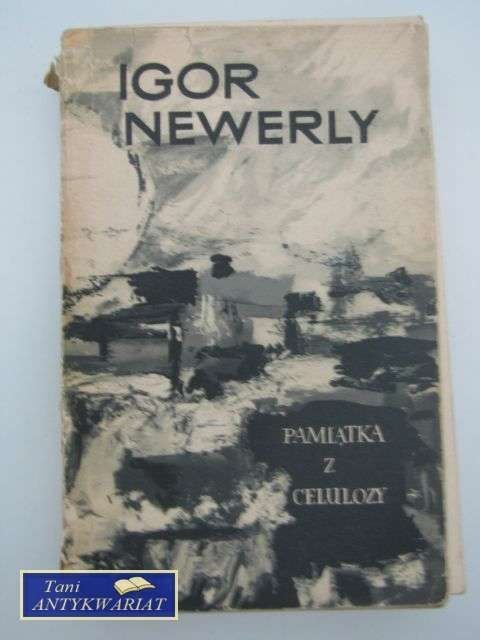 IGOR
NEWERLY
PAMIĄTKA
Z
CELULOZY
Tani
ANTYKWARIAT